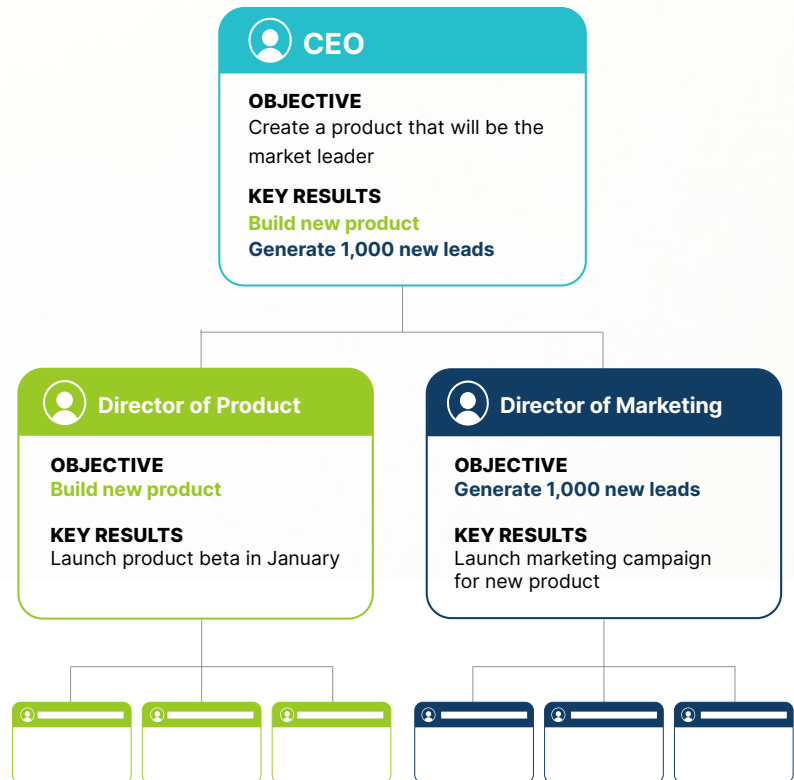 CEO
OBJECTIVE
Create a product that will be the
market leader
KEY RESULTS
Build new product
Generate 1,000 new leads
Director of Product
OBJECTIVE
Build new product
KEY RESULTS
Launch product beta in January
Director of Marketing
OBJECTIVE
Generate 1,000 new leads
KEY RESULTS
Launch marketing campaign
for new product